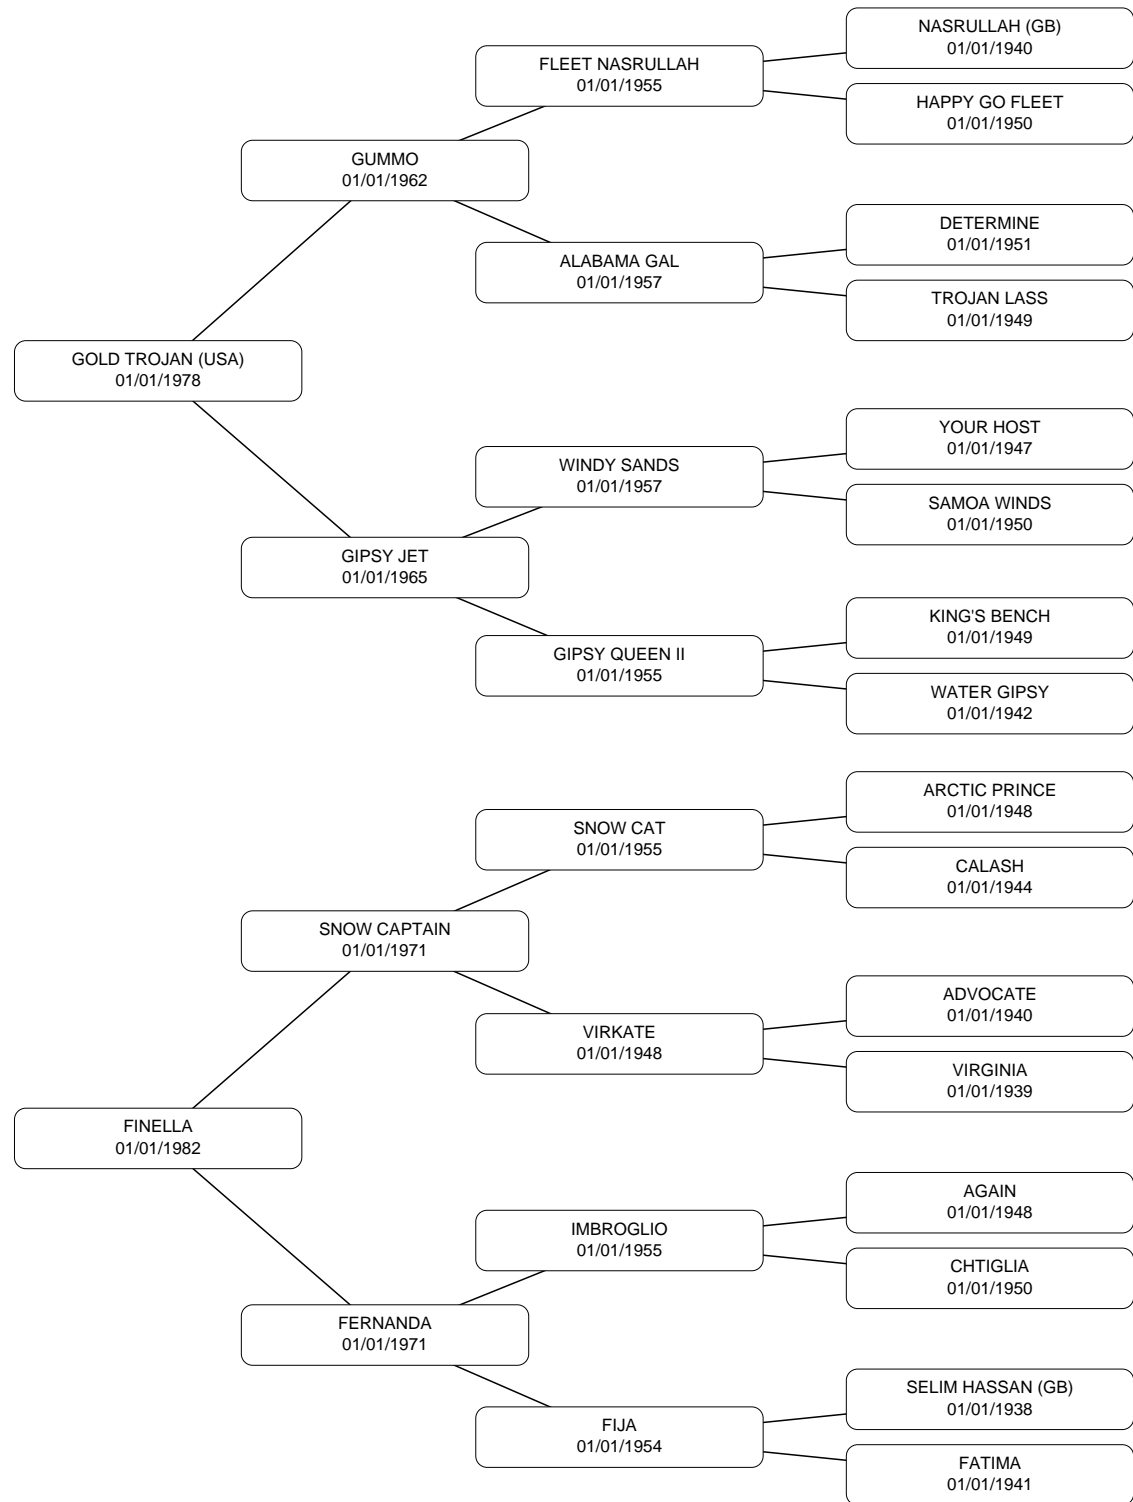 NASRULLAH (GB)
01/01/1940
FLEET NASRULLAH
01/01/1955
HAPPY GO FLEET
01/01/1950
GUMMO
01/01/1962
DETERMINE
01/01/1951
ALABAMA GAL
01/01/1957
TROJAN LASS
01/01/1949
GOLD TROJAN (USA)
01/01/1978
YOUR HOST
01/01/1947
WINDY SANDS
01/01/1957
SAMOA WINDS
01/01/1950
GIPSY JET
01/01/1965
KING'S BENCH
01/01/1949
GIPSY QUEEN II
01/01/1955
WATER GIPSY
01/01/1942
ARCTIC PRINCE
01/01/1948
SNOW CAT
01/01/1955
CALASH
01/01/1944
SNOW CAPTAIN
01/01/1971
ADVOCATE
01/01/1940
VIRKATE
01/01/1948
VIRGINIA
01/01/1939
FINELLA
01/01/1982
AGAIN
01/01/1948
IMBROGLIO
01/01/1955
CHTIGLIA
01/01/1950
FERNANDA
01/01/1971
SELIM HASSAN (GB)
01/01/1938
FIJA
01/01/1954
FATIMA
01/01/1941